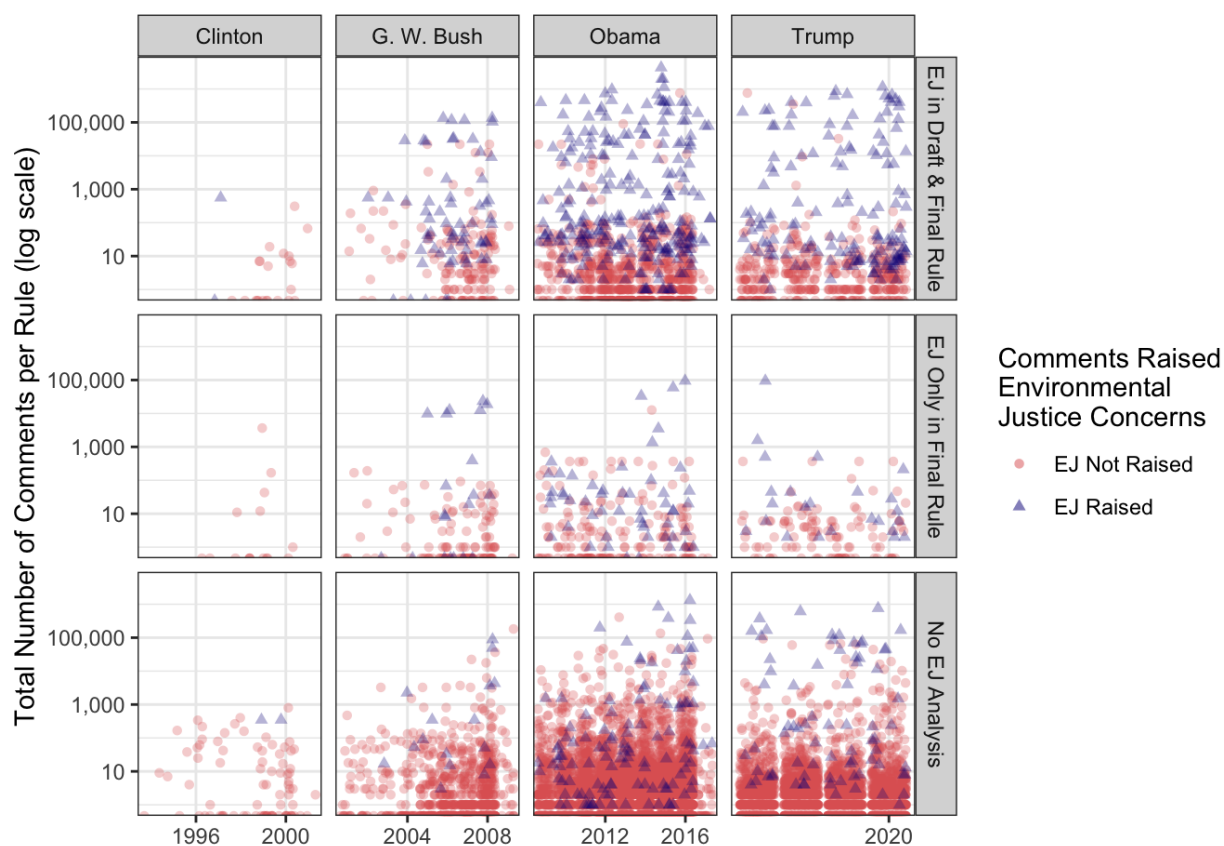 Clinton
G. W. Bush
Obama
Trump
Total Number of Comments per Rule (log scale)
100,000
1,000
10
EJ in Draft & Final Rule
100,000
1,000
10
EJ Only in Final Rule
100,000
1,000
10
No EJ Analysis
1996
2000
2004
2008
2012
2016
2020
Comments Raised
Environmental
Justice Concerns
EJ Not Raised
EJ Raised